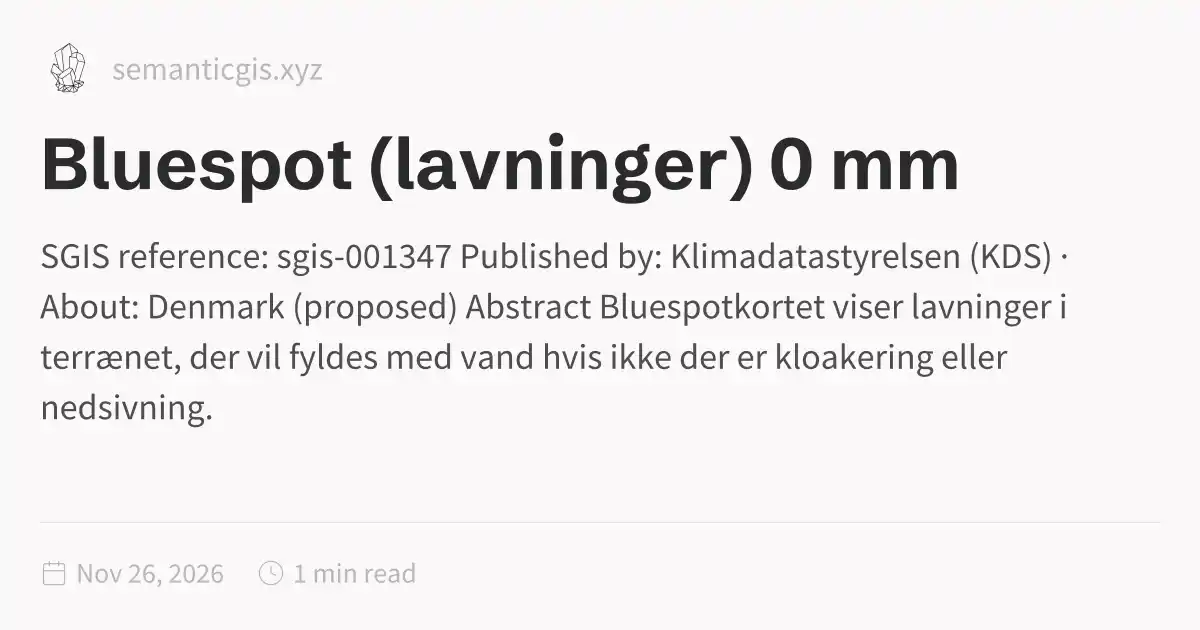 semanticgis.xyz
Bluespot (lavninger) 0 mm
SGIS reference: sgis-001347 Published by: Klimadatastyrelsen (KDS) ·
About: Denmark (proposed) Abstract Bluespotkortet viser lavninger i
terrænet, der vil fyldes med vand hvis ikke der er kloakering eller
nedsivning.
Nov 26, 2026 1 min read